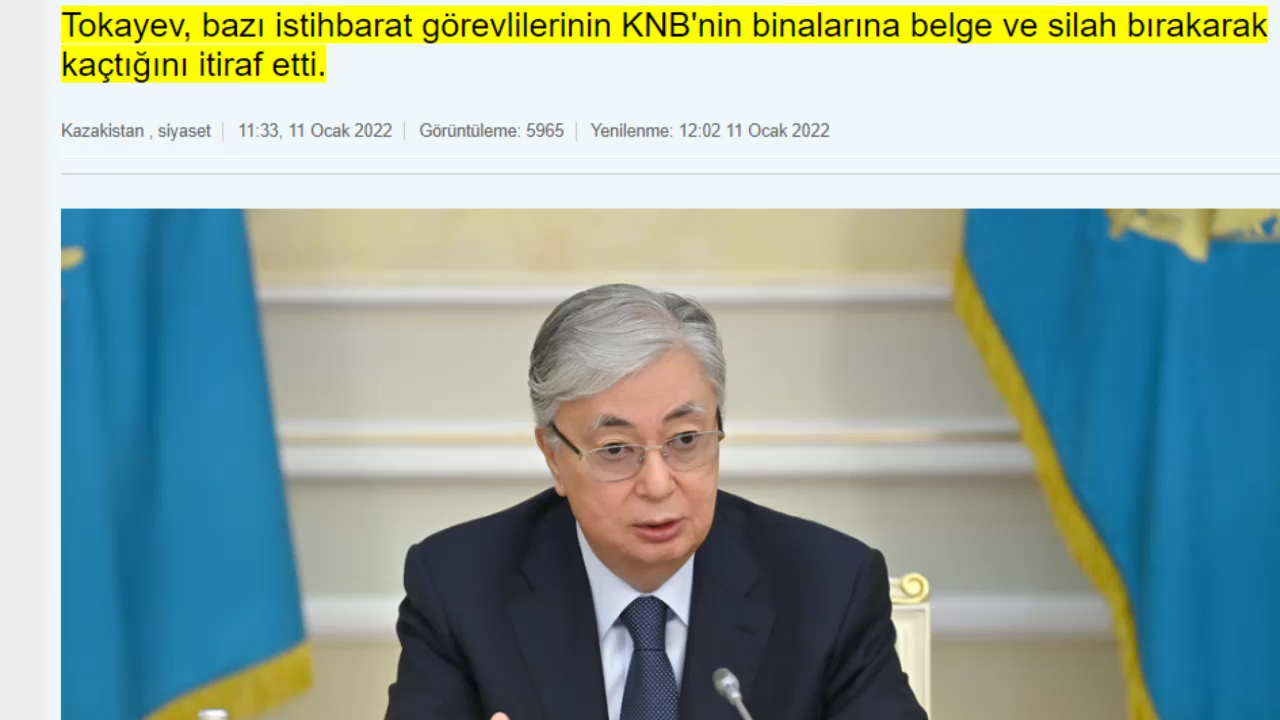 Tokayev, bazı istihbarat görevlilerinin KNB'nin binalarına belge ve silah bırakarak
kaçtığını itiraf etti.
Kazakistan , siyaset | 11:33, 11 Ocak 2022 | Görüntüleme: 5965 | Yenilenme: 12:02 11 Ocak 2022